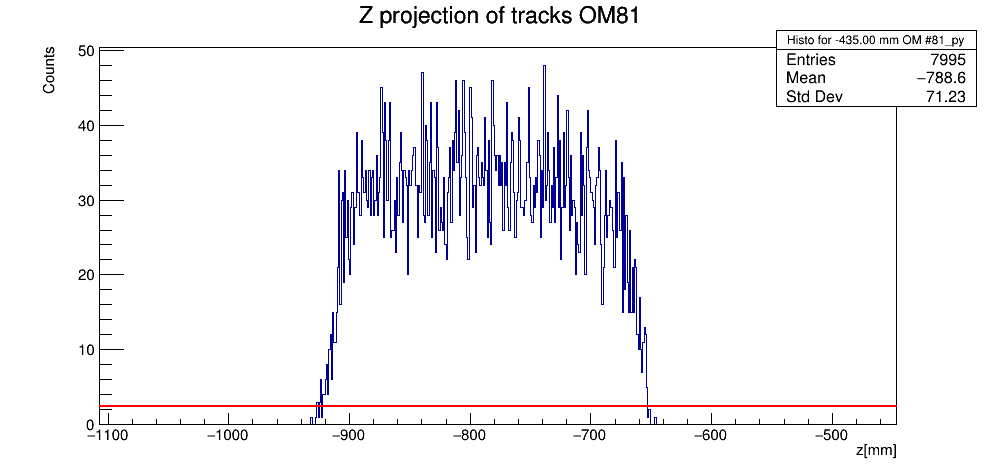 Z projection of tracks OM81
Histo for -435.00 mm OM #81_py
Entries 7995
Mean −788.6
Std Dev 71.23
Counts
50
40
30
20
10
0
−1100 −1000 −900 −800 −700 −600 −500
z[mm]